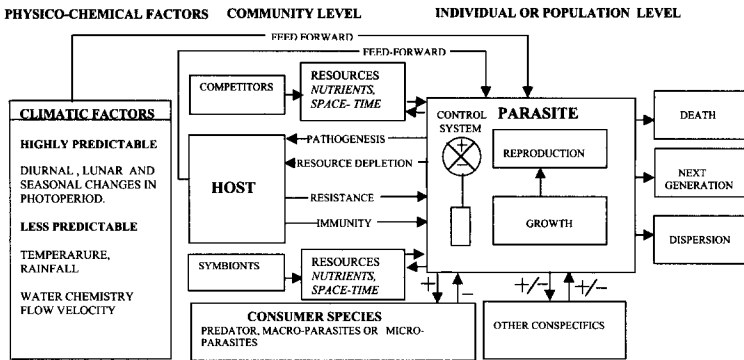 PHYSICO-CHEMICAL FACTORS
COMMUNITY LEVEL
INDIVIDUAL OR POPULATION LEVEL
FEED FORWARD
FEED-FORWARD
CLIMATIC FACTORS
HIGHLY PREDICTABLE
DIURNAL , LUNAR AND
SEASONAL CHANGES IN
PHOTOPERIOD.
LESS PREDICTABLE
TEMPERARURE,
RAINFALL
WATER CHEMISTRY
FLOW VELOCITY
COMPETITORS
RESOURCES
NUTRIENTS,
SPACE- TIME
HOST
PATHOGENESIS
RESOURCE DEPLETION
RESISTANCE
IMMUNITY
SYMBIONTS
RESOURCES
NUTRIENTS,
SPACE-TIME
CONSUMER SPECIES
PREDATOR, MACRO-PARASITES OR MICRO-
PARASITES
PARASITE
CONTROL
SYSTEM
+
−
REPRODUCTION
GROWTH
DEATH
NEXT
GENERATION
DISPERSION
+
−
+/−
+/−
OTHER CONSPECIFICS